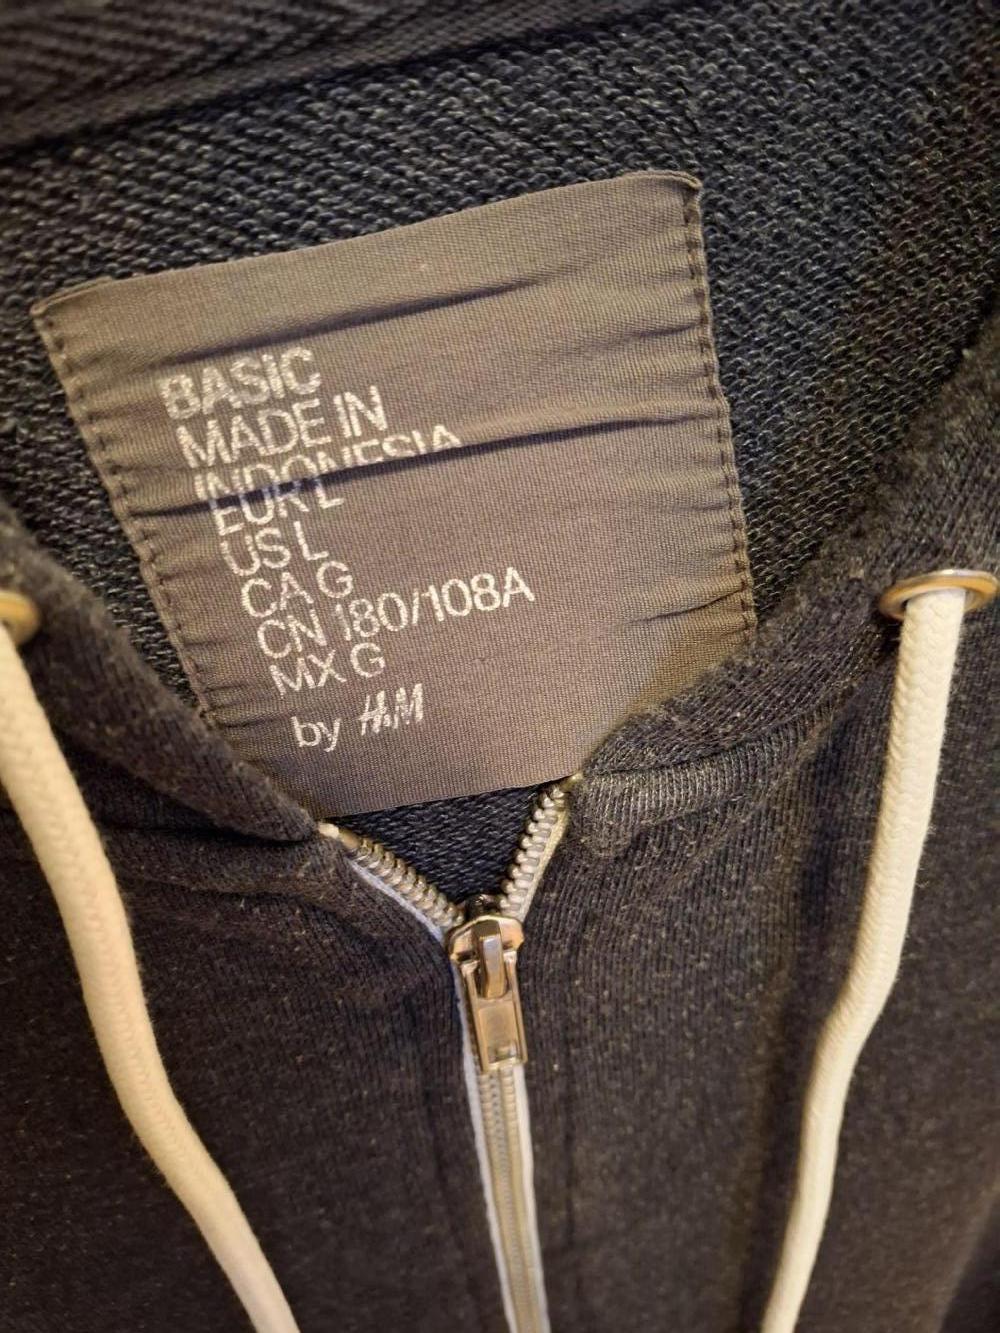 BASIC
MADE IN
INDONESIA
EUR L
US L
CA G
CN 180/108A
MX G
by H&M